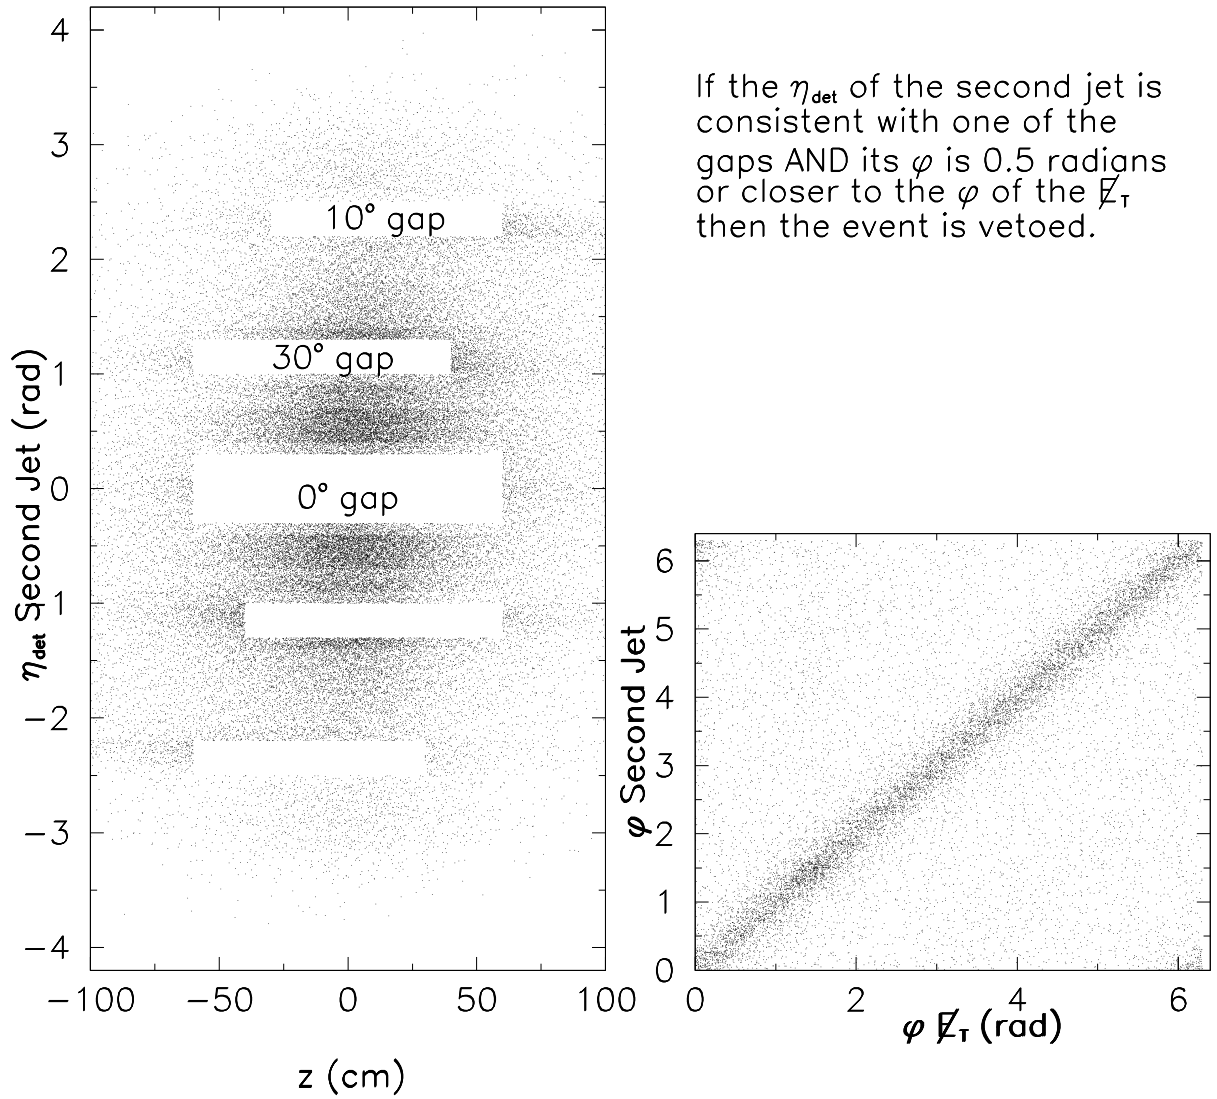 4
3
2
1
0
−1
−2
−3
−4
−100
−50
0
50
100
z (cm)
η_det Second Jet (rad)
10° gap
30° gap
0° gap
If the η_det of the second jet is
consistent with one of the
gaps AND its φ is 0.5 radians
or closer to the φ of the E̸_T
then the event is vetoed.
6
5
4
3
2
1
0
0
2
4
6
φ Second Jet
φ E̸_T (rad)